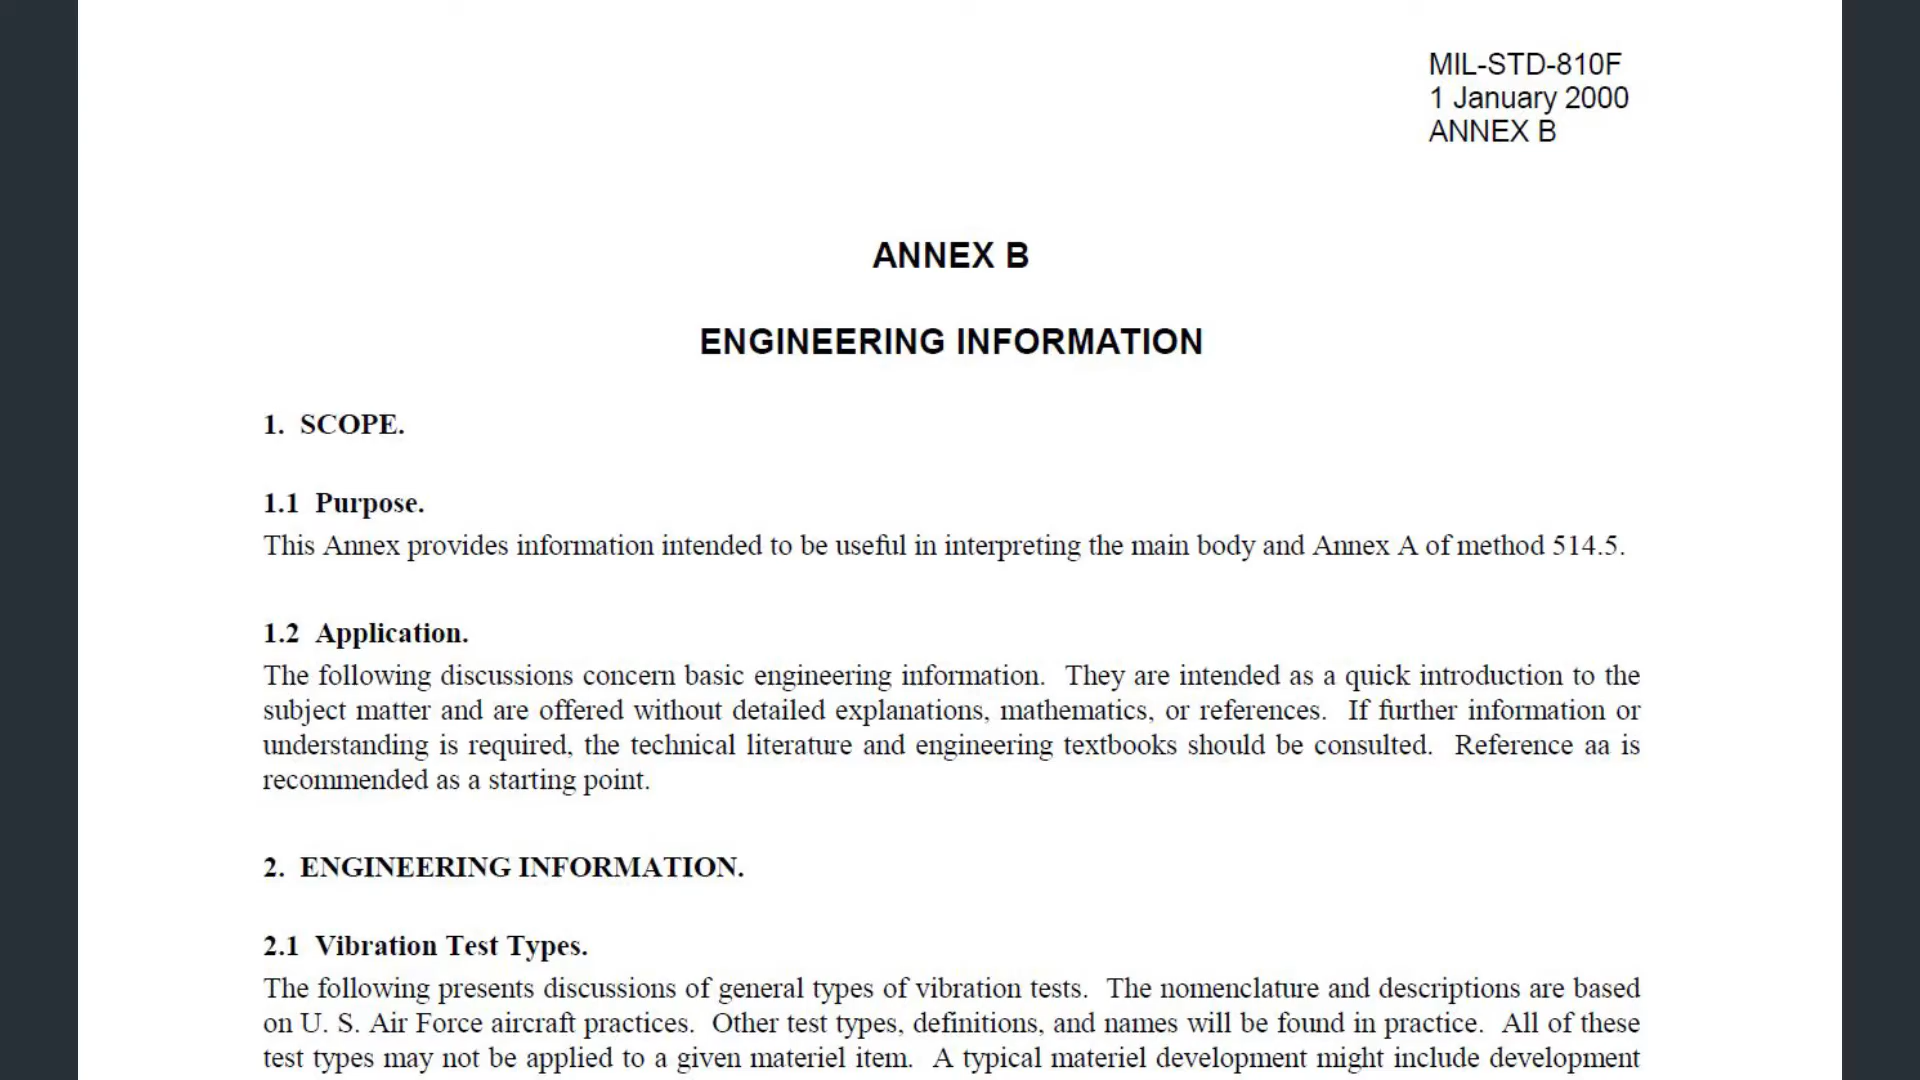 MIL-STD-810F
1 January 2000
ANNEX B
ANNEX B
ENGINEERING INFORMATION
1. SCOPE.
1.1 Purpose.
This Annex provides information intended to be useful in interpreting the main body and Annex A of method 514.5.
1.2 Application.
The following discussions concern basic engineering information. They are intended as a quick introduction to the
subject matter and are offered without detailed explanations, mathematics, or references. If further information or
understanding is required, the technical literature and engineering textbooks should be consulted. Reference aa is
recommended as a starting point.
2. ENGINEERING INFORMATION.
2.1 Vibration Test Types.
The following presents discussions of general types of vibration tests. The nomenclature and descriptions are based
on U. S. Air Force aircraft practices. Other test types, definitions, and names will be found in practice. All of these
test types may not be applied to a given materiel item. A typical materiel development might include development